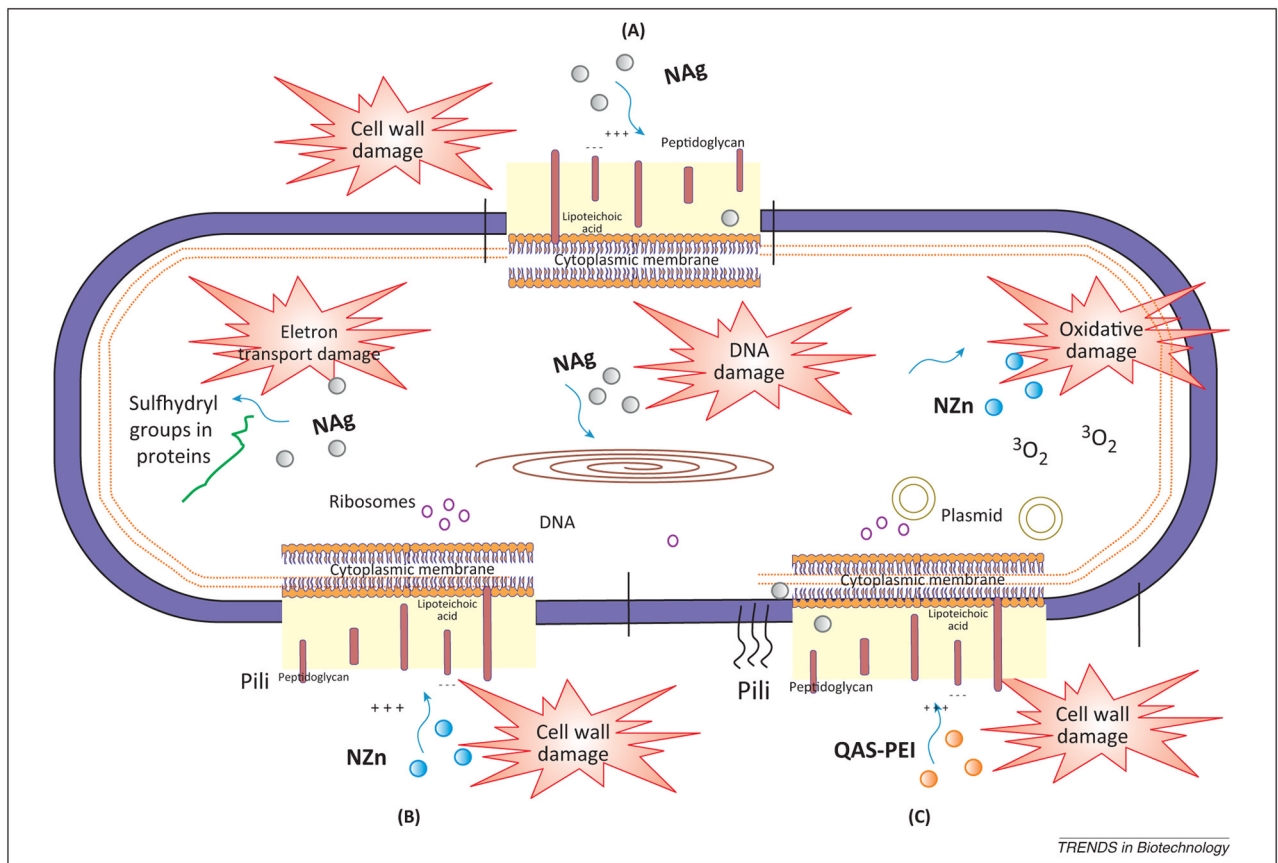 (A)
NAg
Cell wall
damage
+++
---
Peptidoglycan
Lipoteichoic
acid
Cytoplasmic membrane
Eletron
transport damage
NAg
DNA
damage
Oxidative
damage
NZn
Sulfhydryl
groups in
proteins
NAg
³O₂
³O₂
Ribosomes
DNA
Plasmid
Cytoplasmic membrane
Lipoteichoic
acid
Pili
Peptidoglycan
---
+++
NZn
Cell wall
damage
(B)
Cytoplasmic membrane
Lipoteichoic
acid
Pili
Peptidoglycan
---
+++
QAS-PEI
Cell wall
damage
(C)
TRENDS in Biotechnology